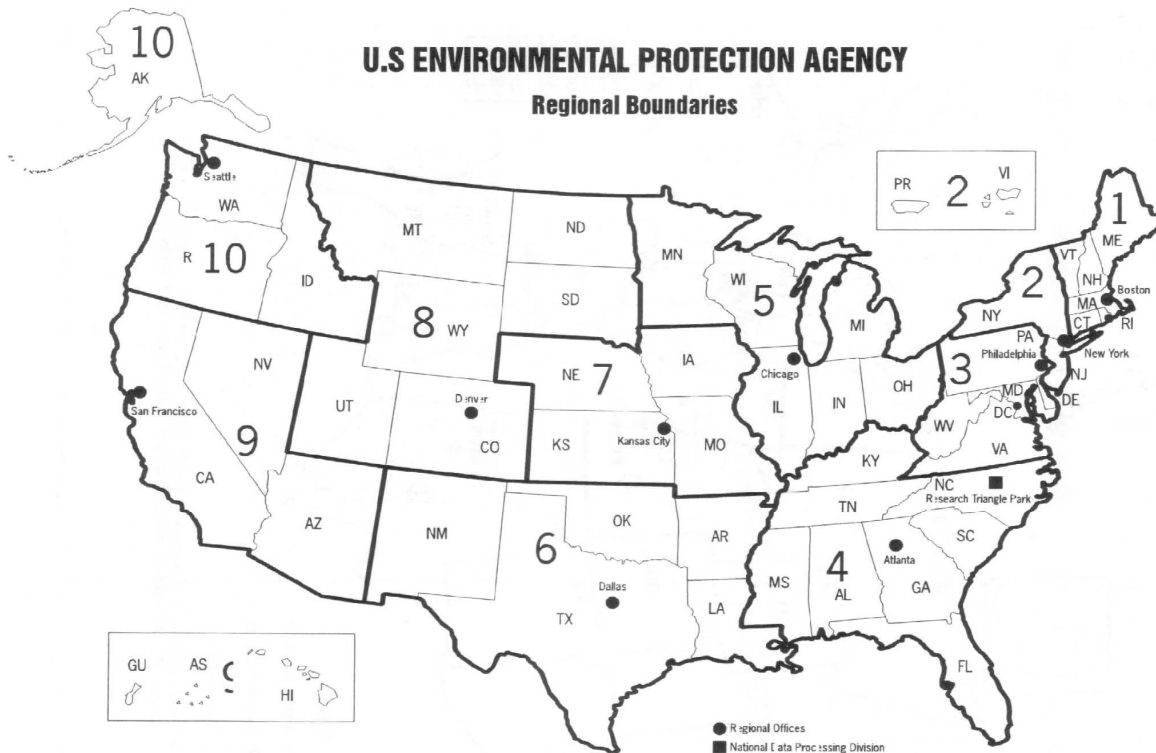 10
AK
U.S ENVIRONMENTAL PROTECTION AGENCY
Regional Boundaries
PR
2
VI
Seattle
WA
R 10
ID
MT
ND
SD
8 WY
MN
WI
5
MI
1
ME
VT
NH
2
NY
MA
Boston
CT
RI
PA
Philadelphia
New York
3
NJ
MD
DE
DC
WV
VA
NV
UT
Denver
CO
NE 7
KS
Kansas City
IA
MO
Chicago
IL
IN
OH
KY
San Francisco
9
CA
AZ
NM
OK
6
Dallas
TX
AR
LA
TN
NC
Research Triangle Park
SC
Atlanta
GA
MS
4
AL
FL
GU
AS
9
HI
Regional Offices
National Data Processing Division